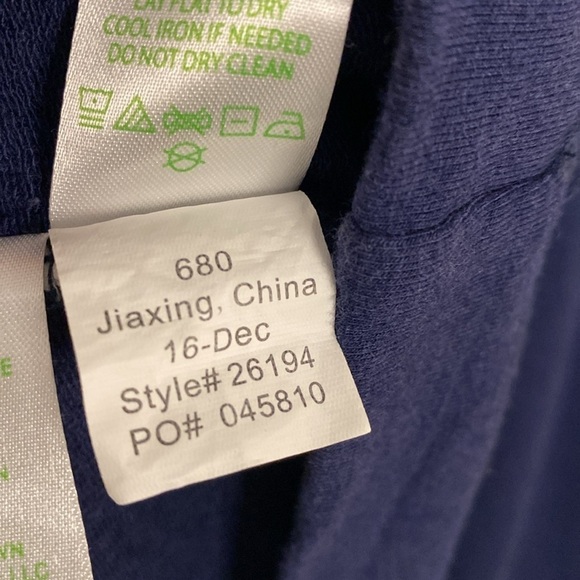 LAY FLAT TO DRY
COOL IRON IF NEEDED
DO NOT DRY CLEAN
680
Jiaxing, China
16-Dec
Style# 26194
PO# 045810
LLC